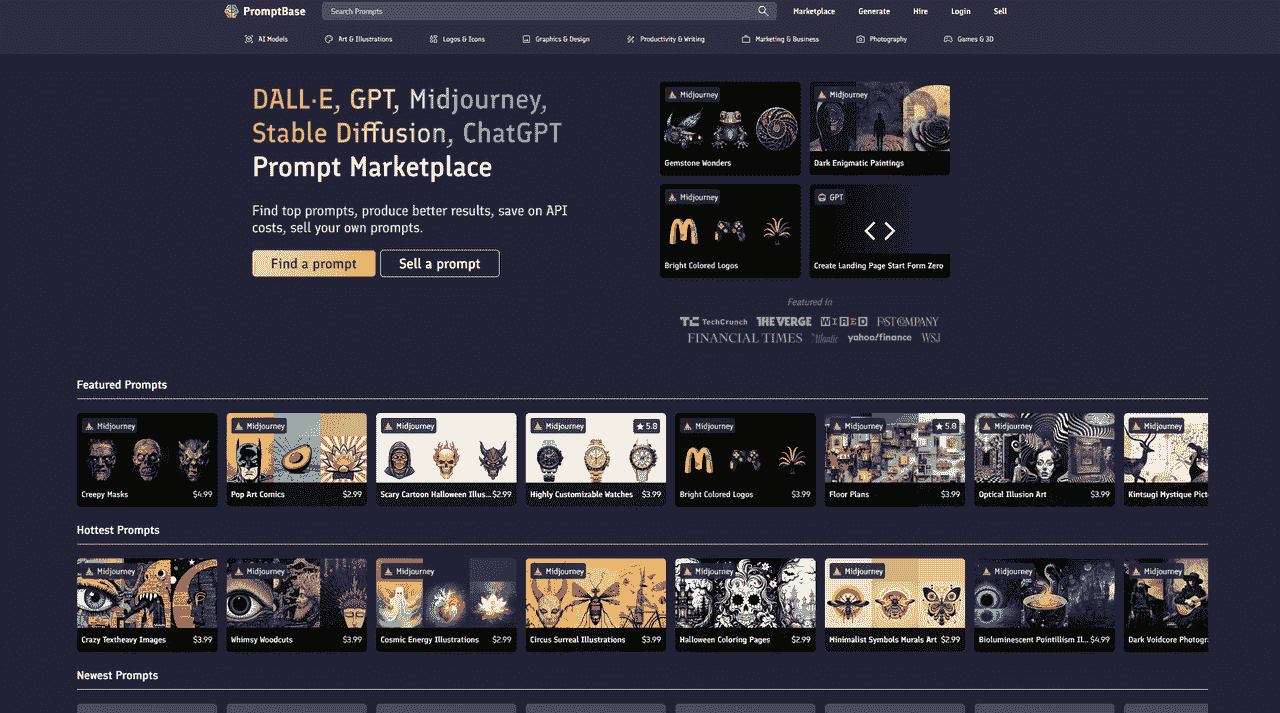 PromptBase
Search Prompts
Marketplace
Generate
Hire
Login
Sell
AI Models
Art & Illustrations
Logos & Icons
Graphics & Design
Productivity & Writing
Marketing & Business
Photography
Games & 3D
DALL·E, GPT, Midjourney,
Stable Diffusion, ChatGPT
Prompt Marketplace
Find top prompts, produce better results, save on API
costs, sell your own prompts.
Find a prompt
Sell a prompt
Midjourney
Gemstone Wonders
Midjourney
Dark Enigmatic Paintings
Midjourney
Bright Colored Logos
GPT
Create Landing Page Start Form Zero
Featured In
TC TechCrunch THE VERGE WIRED FAST COMPANY
FINANCIAL TIMES The Atlantic yahoo!finance WSJ
Featured Prompts
Midjourney
Creepy Masks $4.99
Midjourney
Pop Art Comics $2.99
Midjourney
Scary Cartoon Halloween Illus... $2.99
Midjourney ★ 5.0
Highly Customizable Watches $3.99
Midjourney
Bright Colored Logos $3.99
Midjourney ★ 5.0
Floor Plans $3.99
Midjourney
Optical Illusion Art $3.99
Midjourney
Kintsugi Mystique Pict
Hottest Prompts
Midjourney
Crazy Textheavy Images $3.99
Midjourney
Whimsy Woodcuts $3.99
Midjourney
Cosmic Energy Illustrations $2.99
Midjourney
Circus Surreal Illustrations $3.99
Midjourney
Halloween Coloring Pages $2.99
Midjourney
Minimalist Symbols Murals Art $2.99
Midjourney
Bioluminescent Pointillism Il... $4.99
Midjourney
Dark Voidcore Photogra
Newest Prompts